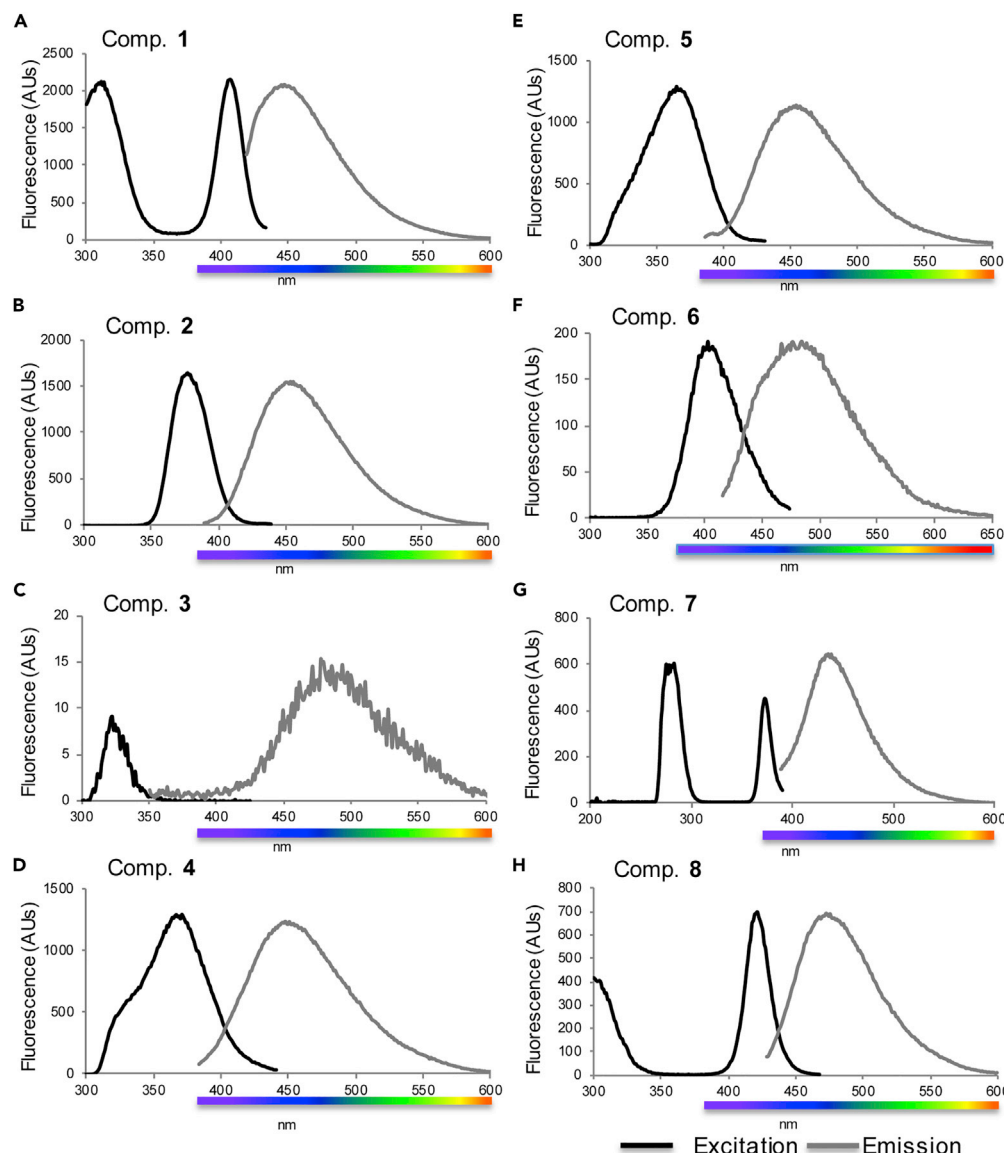 A
Comp. 1
Fluorescence (AUs)
2500
2000
1500
1000
500
0
300 350 400 450 500 550 600
nm
B
Comp. 2
Fluorescence (AUs)
2000
1500
1000
500
0
300 350 400 450 500 550 600
nm
C
Comp. 3
Fluorescence (AUs)
20
15
10
5
0
300 350 400 450 500 550 600
nm
D
Comp. 4
Fluorescence (AUs)
1500
1000
500
0
300 350 400 450 500 550 600
nm
E
Comp. 5
Fluorescence (AUs)
1500
1000
500
0
300 350 400 450 500 550 600
nm
F
Comp. 6
Fluorescence (AUs)
200
150
100
50
0
300 350 400 450 500 550 600 650
nm
G
Comp. 7
Fluorescence (AUs)
800
600
400
200
0
200 300 400 500 600
nm
H
Comp. 8
Fluorescence (AUs)
800
700
600
500
400
300
200
100
0
300 350 400 450 500 550 600
nm
Excitation Emission